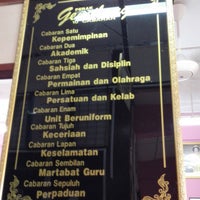 Cabaran Satu
Kepemimpinan
Cabaran Dua
Akademik
Cabaran Tiga
Sahsiah dan Disiplin
Cabaran Empat
Permainan dan Olahraga
Cabaran Lima
Persatuan dan Kelab
Cabaran Enam
Unit Beruniform
Cabaran Tujuh
Keceriaan
Cabaran Lapan
Keselamatan
Cabaran Sembilan
Martabat Guru
Cabaran Sepuluh
Perpaduan